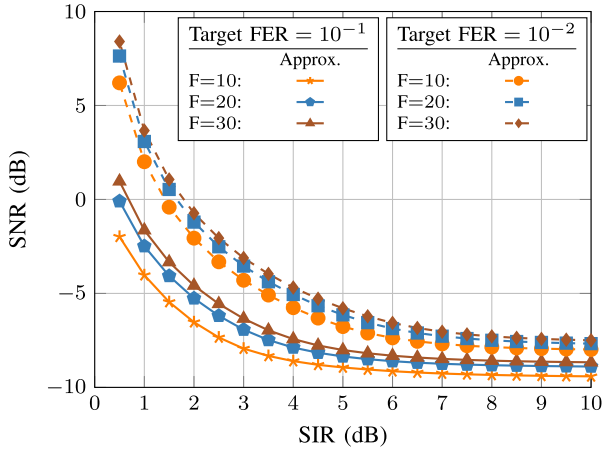 10
5
0
−5
−10
0 1 2 3 4 5 6 7 8 9 10
SNR (dB)
SIR (dB)
Target FER = 10⁻¹
Approx.
F=10:
F=20:
F=30:
Target FER = 10⁻²
Approx.
F=10:
F=20:
F=30: